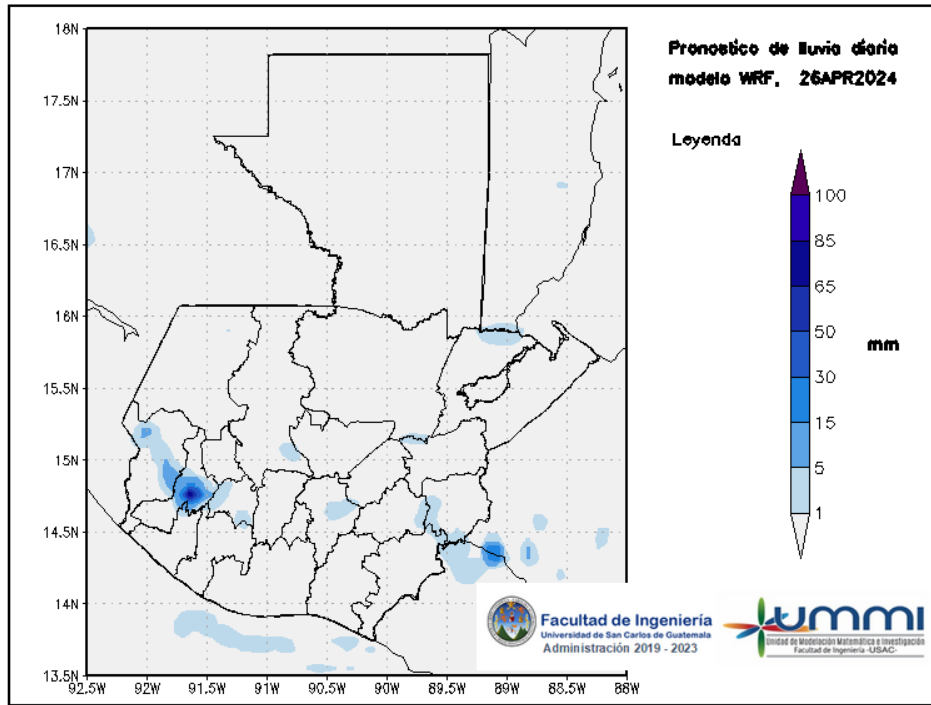 Pronostico de lluvia diaria
modelo WRF, 26APR2024
Leyenda
100
85
65
50
30
15
5
1
mm
18N
17.5N
17N
16.5N
16N
15.5N
15N
14.5N
14N
13.5N
92.5W 92W 91.5W 91W 90.5W 90W 89.5W 89W 88.5W 88W
Facultad de Ingeniería
Universidad de San Carlos de Guatemala
Administración 2019 - 2023
ummi
Unidad de Modelación Matemática e Investigación
Facultad de Ingeniería -USAC-